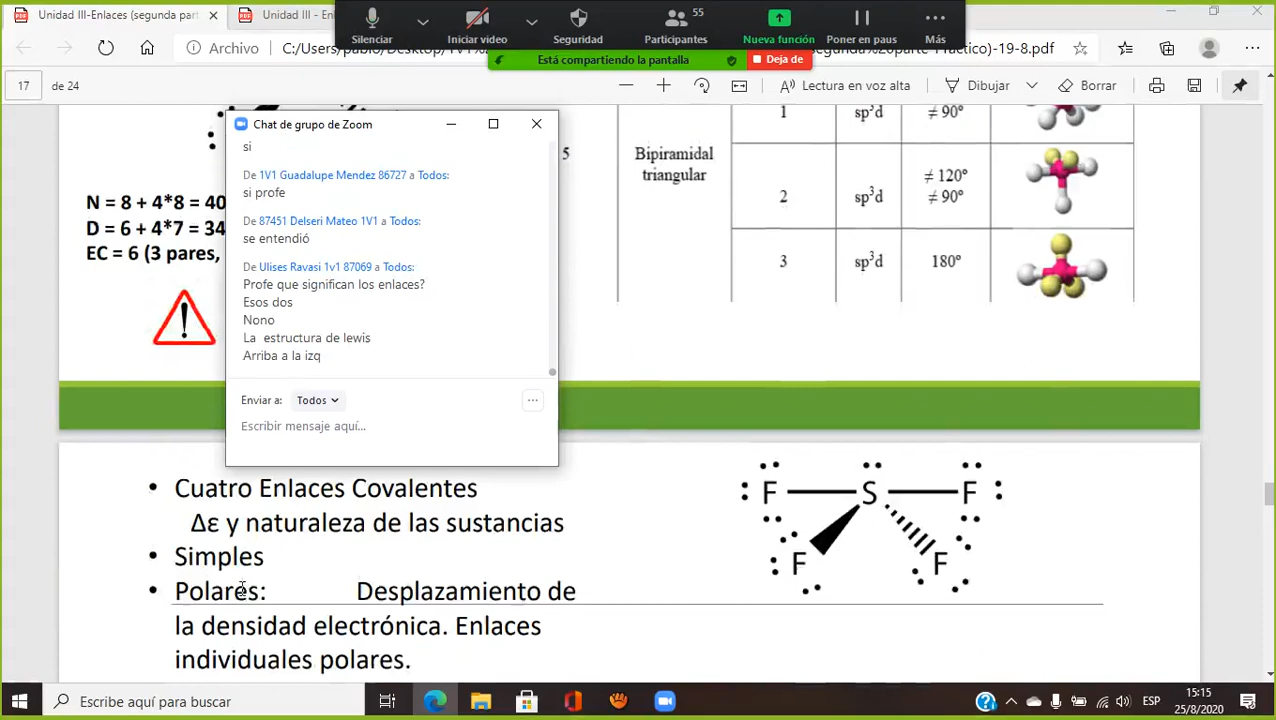 Unidad III-Enlaces (segunda part
Unidad III - En
Silenciar
Iniciar video
Seguridad
55
Participantes
Nueva función
Poner en paus
Más
Está compartiendo la pantalla
Deja de
Archivo
C:/Users/pablo/Desktop/1V1
segunda%20parte-Practico)-19-8.pdf
17
de 24
Lectura en voz alta
Dibujar
Borrar
Chat de grupo de Zoom
si
De 1V1 Guadalupe Mendez 86727 a Todos:
si profe
De 87451 Delseri Mateo 1V1 a Todos:
se entendió
De Ulises Ravasi 1v1 87069 a Todos:
Profe que significan los enlaces?
Esos dos
Nono
La estructura de lewis
Arriba a la izq
Enviar a:
Todos
...
Escribir mensaje aquí...
N = 8 + 4*8 = 40
D = 6 + 4*7 = 34
EC = 6 (3 pares,
!
5
Bipiramidal
triangular
1
sp³d
≠ 90°
2
sp³d
≠ 120°
≠ 90°
3
sp³d
180°
• Cuatro Enlaces Covalentes
Δε y naturaleza de las sustancias
• Simples
• Polares: Desplazamiento de
la densidad electrónica. Enlaces
individuales polares.
F S F
F F
Escribe aquí para buscar
ESP
15:15
25/8/2020